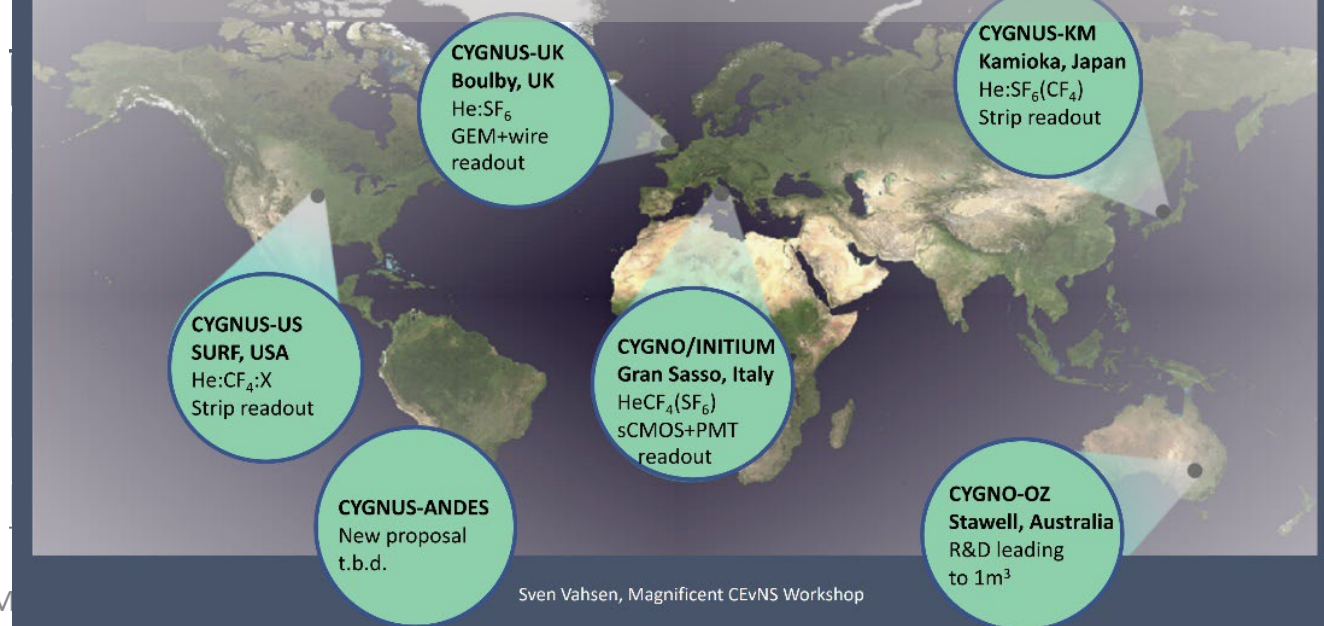 CYGNUS-UK
Boulby, UK
He:SF₆
GEM+wire
readout
CYGNUS-KM
Kamioka, Japan
He:SF₆(CF₄)
Strip readout
CYGNUS-US
SURF, USA
He:CF₄:X
Strip readout
CYGNO/INITIUM
Gran Sasso, Italy
HeCF₄(SF₆)
sCMOS+PMT
readout
CYGNUS-ANDES
New proposal
t.b.d.
CYGNO-OZ
Stawell, Australia
R&D leading
to 1m³
Sven Vahsen, Magnificent CEvNS Workshop